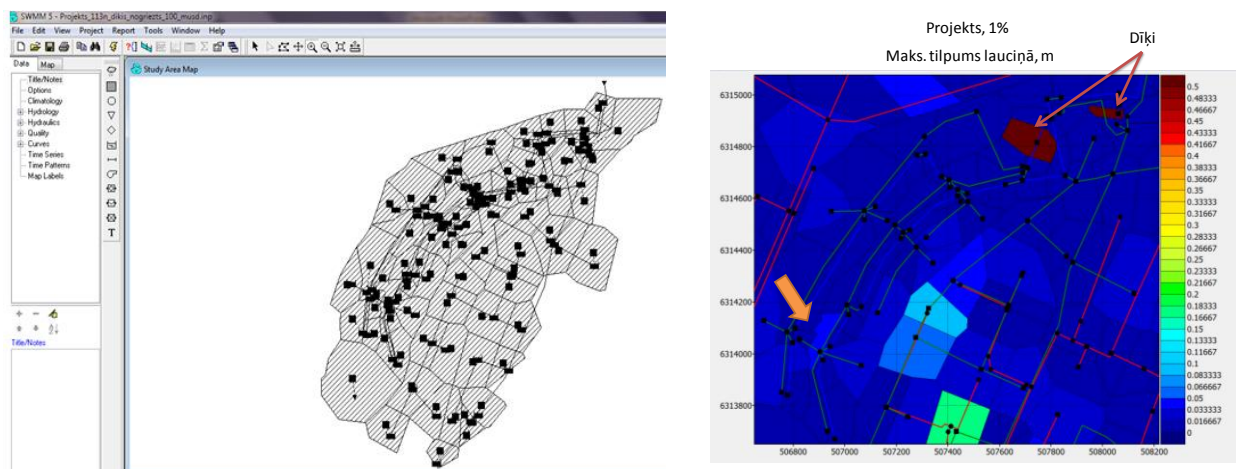 SWMM 5 - Projekts_113n_dikis_nogriezts_100_musd.inp
File Edit View Project Report Tools Window Help
Data Map
Title/Notes
Options
Climatology
Hydrology
Hydraulics
Quality
Curves
Time Series
Time Patterns
Map Labels
T
Title/Notes
Study Area Map
Projekts, 1%
Maks. tilpums lauciņā, m
Dīķi
6315000
6314800
6314600
6314400
6314200
6314000
6313800
506800 507000 507200 507400 507600 507800 508000 508200
0.5
0.48333
0.46667
0.45
0.43333
0.41667
0.4
0.38333
0.36667
0.35
0.33333
0.31667
0.3
0.28333
0.26667
0.25
0.23333
0.21667
0.2
0.18333
0.16667
0.15
0.13333
0.11667
0.1
0.083333
0.066667
0.05
0.033333
0.016667
0